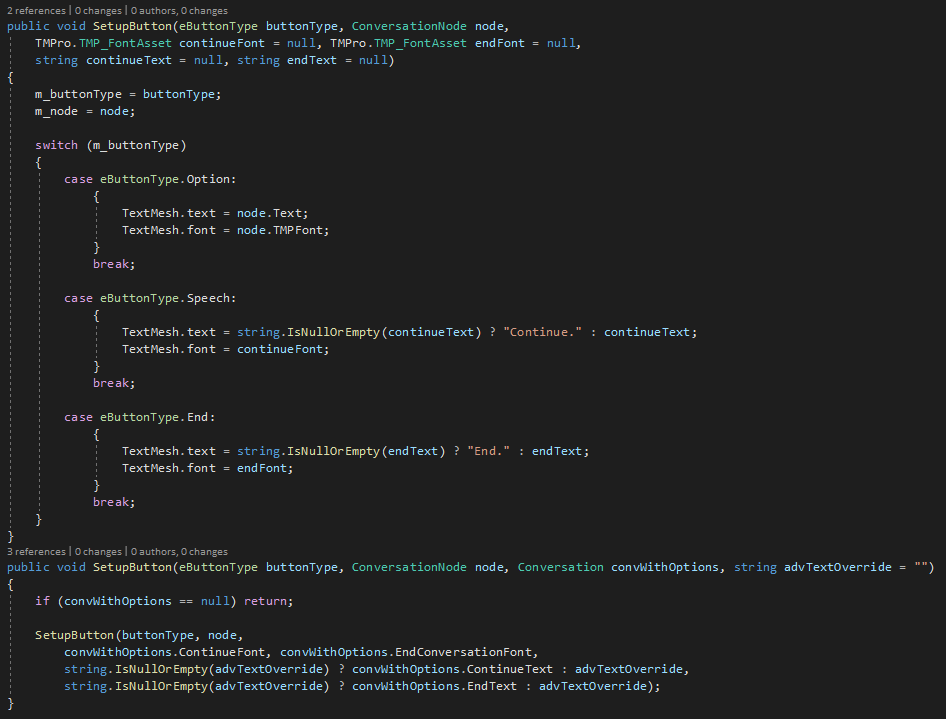 2 references | 0 changes | 0 authors, 0 changes
public void SetupButton(eButtonType buttonType, ConversationNode node,
    TMPro.TMP_FontAsset continueFont = null, TMPro.TMP_FontAsset endFont = null,
    string continueText = null, string endText = null)
{
    m_buttonType = buttonType;
    m_node = node;

    switch (m_buttonType)
    {
        case eButtonType.Option:
            {
                TextMesh.text = node.Text;
                TextMesh.font = node.TMPFont;
            }
            break;

        case eButtonType.Speech:
            {
                TextMesh.text = string.IsNullOrEmpty(continueText) ? "Continue." : continueText;
                TextMesh.font = continueFont;
            }
            break;

        case eButtonType.End:
            {
                TextMesh.text = string.IsNullOrEmpty(endText) ? "End." : endText;
                TextMesh.font = endFont;
            }
            break;
    }
}
3 references | 0 changes | 0 authors, 0 changes
public void SetupButton(eButtonType buttonType, ConversationNode node, Conversation convWithOptions, string advTextOverride = "")
{
    if (convWithOptions == null) return;

    SetupButton(buttonType, node,
        convWithOptions.ContinueFont, convWithOptions.EndConversationFont,
        string.IsNullOrEmpty(advTextOverride) ? convWithOptions.ContinueText : advTextOverride,
        string.IsNullOrEmpty(advTextOverride) ? convWithOptions.EndText : advTextOverride);
}